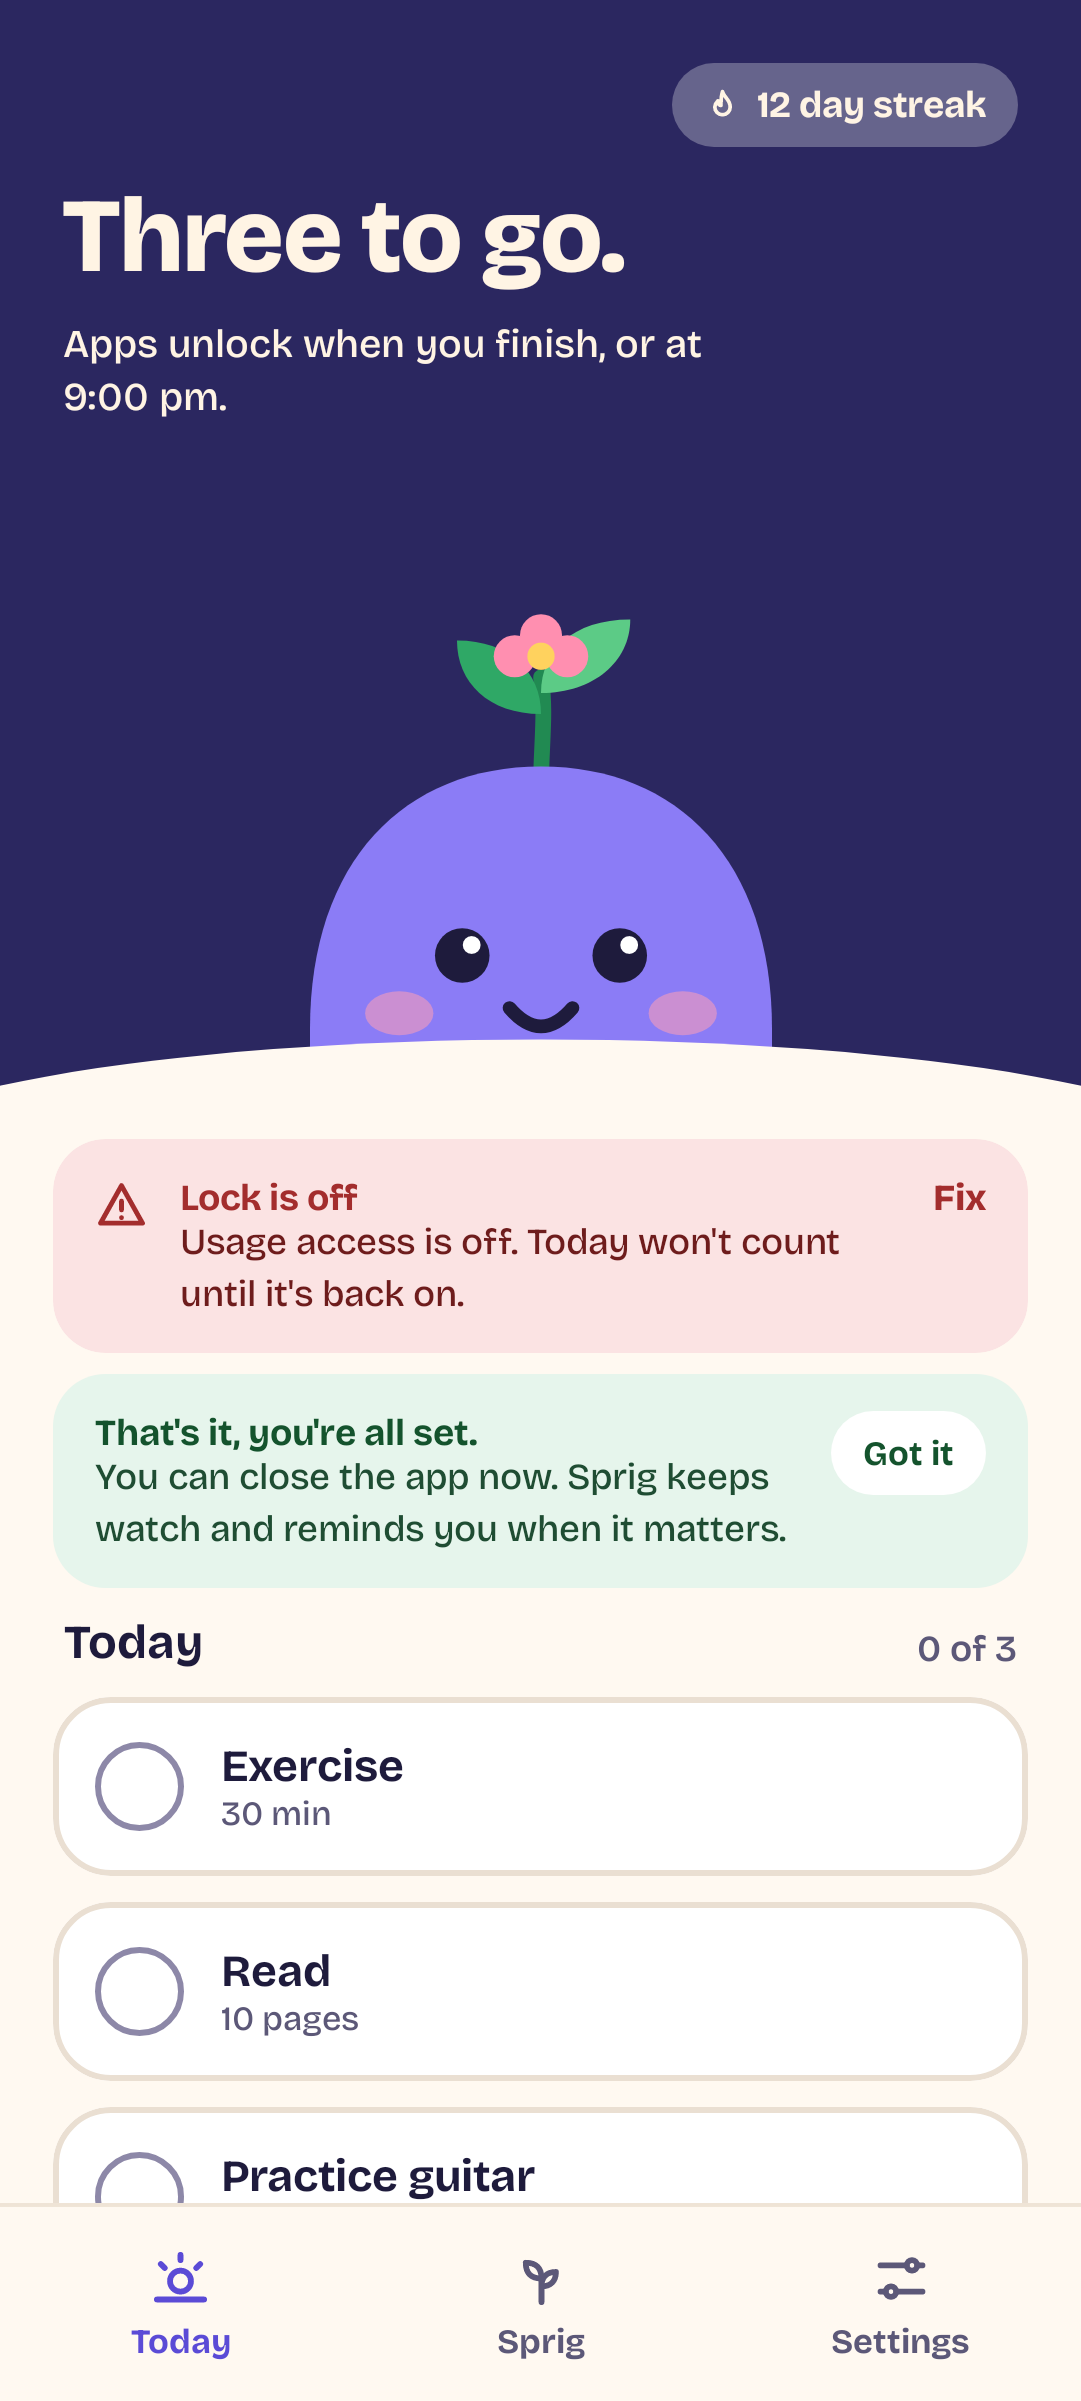 12 day streak
Three to go.
Apps unlock when you finish, or at
9:00 pm.
Lock is off
Fix
Usage access is off. Today won't count
until it's back on.
That's it, you're all set.
Got it
You can close the app now. Sprig keeps
watch and reminds you when it matters.
Today
0 of 3
Exercise
30 min
Read
10 pages
Practice guitar
Today
Sprig
Settings